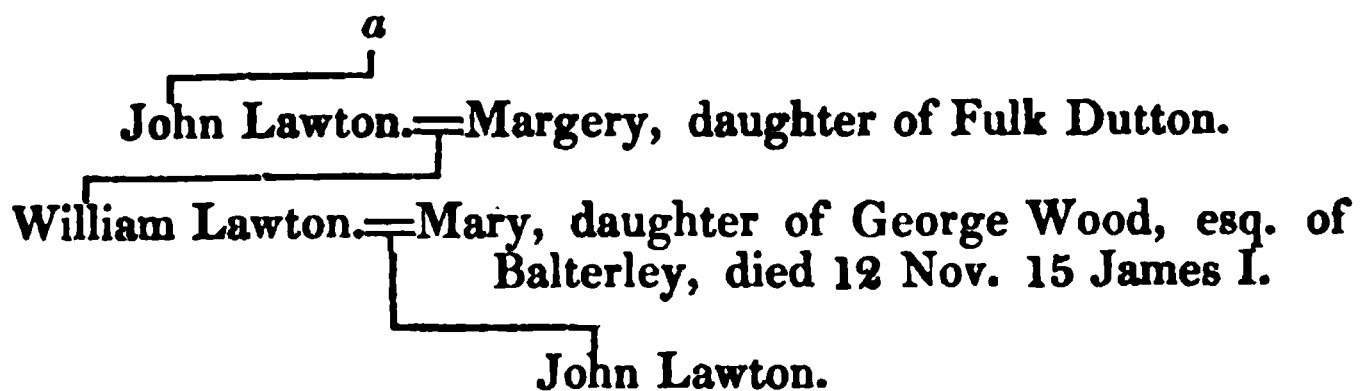 a
John Lawton.=Margery, daughter of Fulk Dutton.
William Lawton.=Mary, daughter of George Wood, esq. of
Balterley, died 12 Nov. 15 James I.
John Lawton.